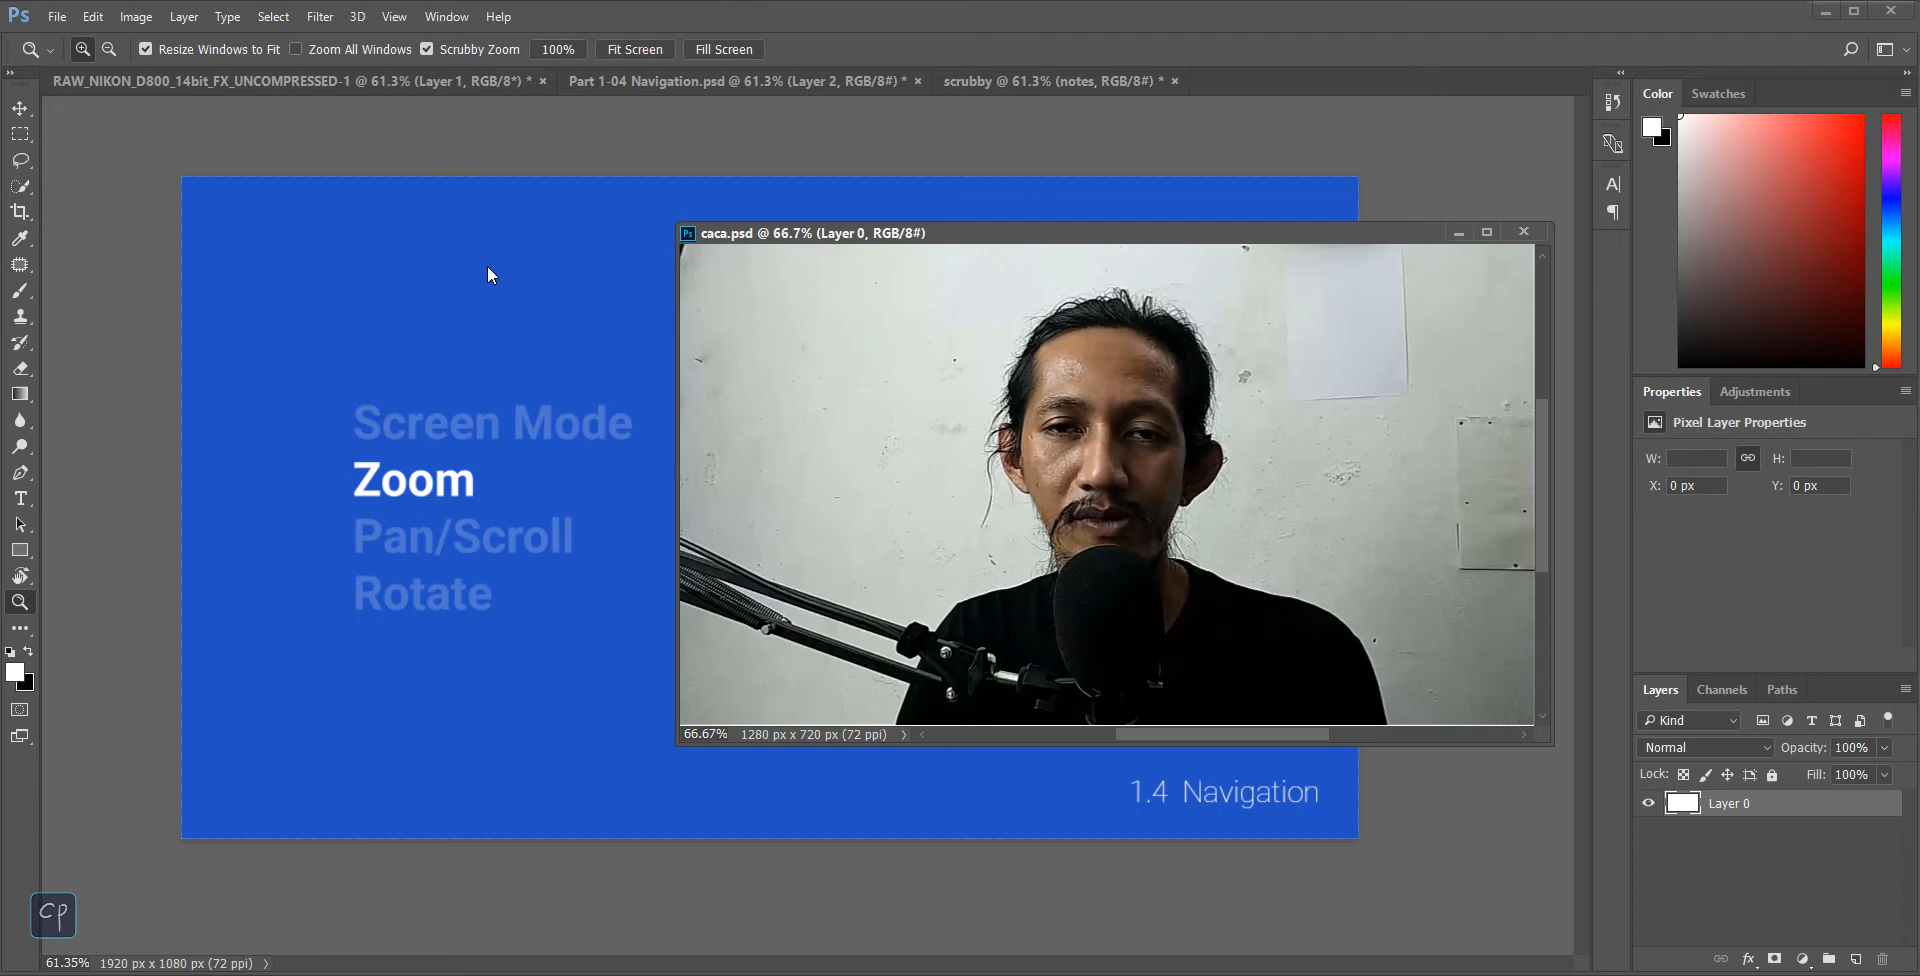 Ps File Edit Image Layer Type Select Filter 3D View Window Help
Resize Windows to Fit Zoom All Windows Scrubby Zoom 100% Fit Screen Fill Screen
RAW_NIKON_D800_14bit_FX_UNCOMPRESSED-1 @ 61.3% (Layer 1, RGB/8*) * × Part 1-04 Navigation.psd @ 61.3% (Layer 2, RGB/8#) * × scrubby @ 61.3% (notes, RGB/8#) * ×
Color Swatches
Ps caca.psd @ 66.7% (Layer 0, RGB/8#)
Screen Mode
Zoom
Pan/Scroll
Rotate
66.67% 1280 px x 720 px (72 ppi)
1.4 Navigation
Properties Adjustments
Pixel Layer Properties
W: H:
X: 0 px Y: 0 px
Layers Channels Paths
Kind
Normal Opacity: 100%
Lock: Fill: 100%
Layer 0
fx
cp
61.35% 1920 px x 1080 px (72 ppi)